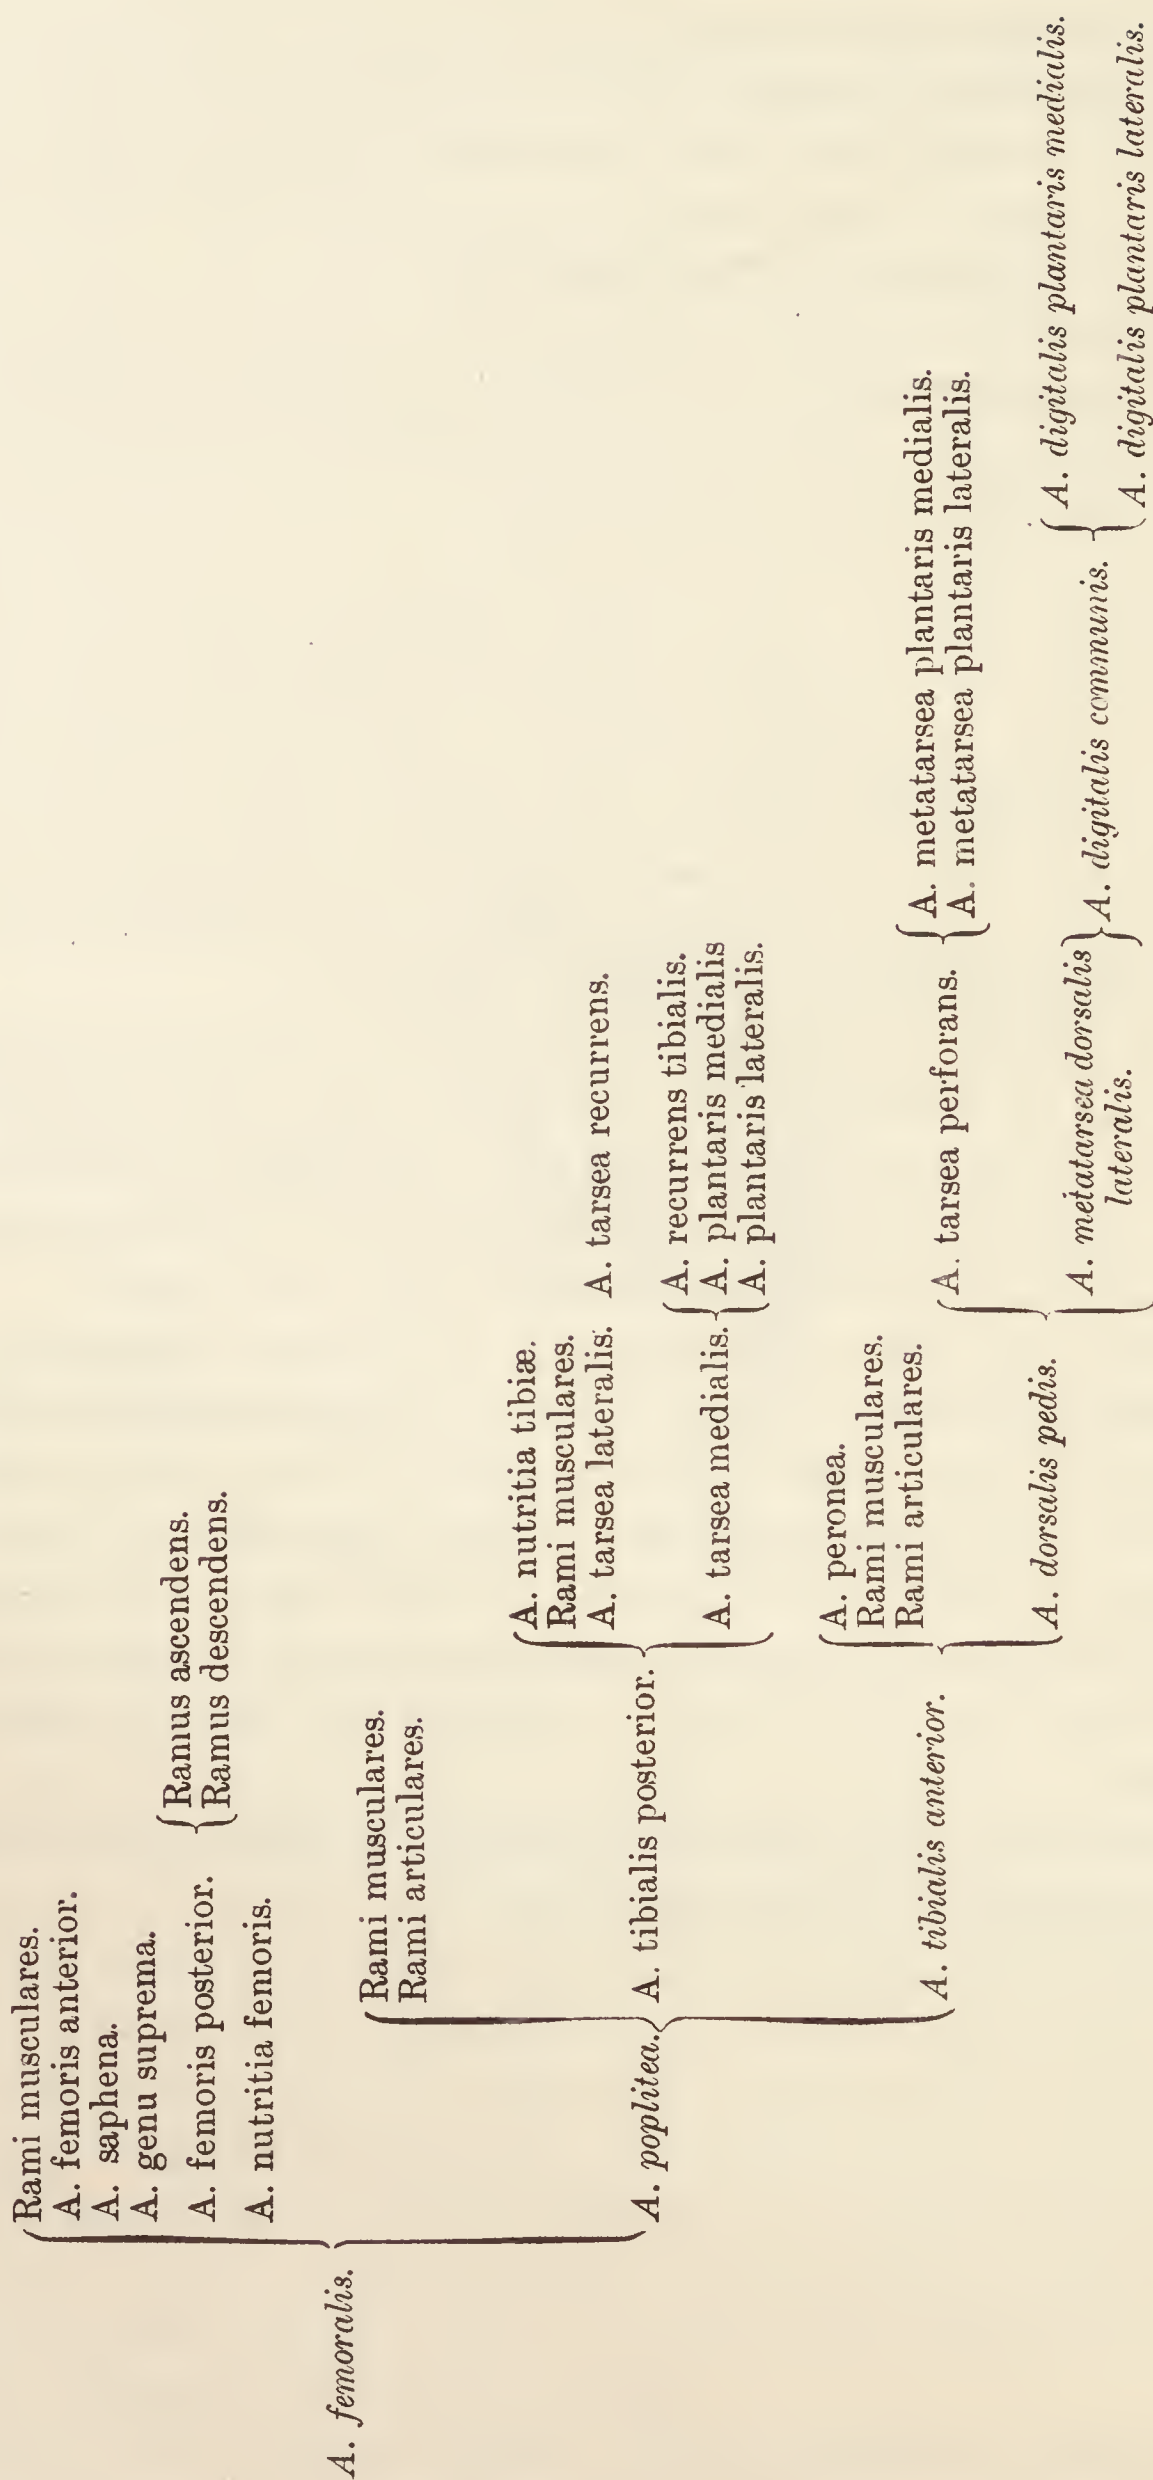 A. femoralis.
Rami musculares.
A. femoris anterior.
A. saphena.
A. genu suprema.
A. femoris posterior.
Ramus ascendens.
Ramus descendens.
A. nutritia femoris.
A. poplitea.
Rami musculares.
Rami articulares.
A. tibialis posterior.
A. nutritia tibiæ.
Rami musculares.
A. tarsea lateralis.
A. tarsea recurrens.
A. tarsea medialis.
A. recurrens tibialis.
A. plantaris medialis
A. plantaris lateralis.
A. tibialis anterior.
A. peronea.
Rami musculares.
Rami articulares.
A. dorsalis pedis.
A. tarsea perforans.
A. metatarsea plantaris medialis.
A. metatarsea plantaris lateralis.
A. metatarsea dorsalis
lateralis.
A. digitalis communis.
A. digitalis plantaris medialis.
A. digitalis plantaris lateralis.